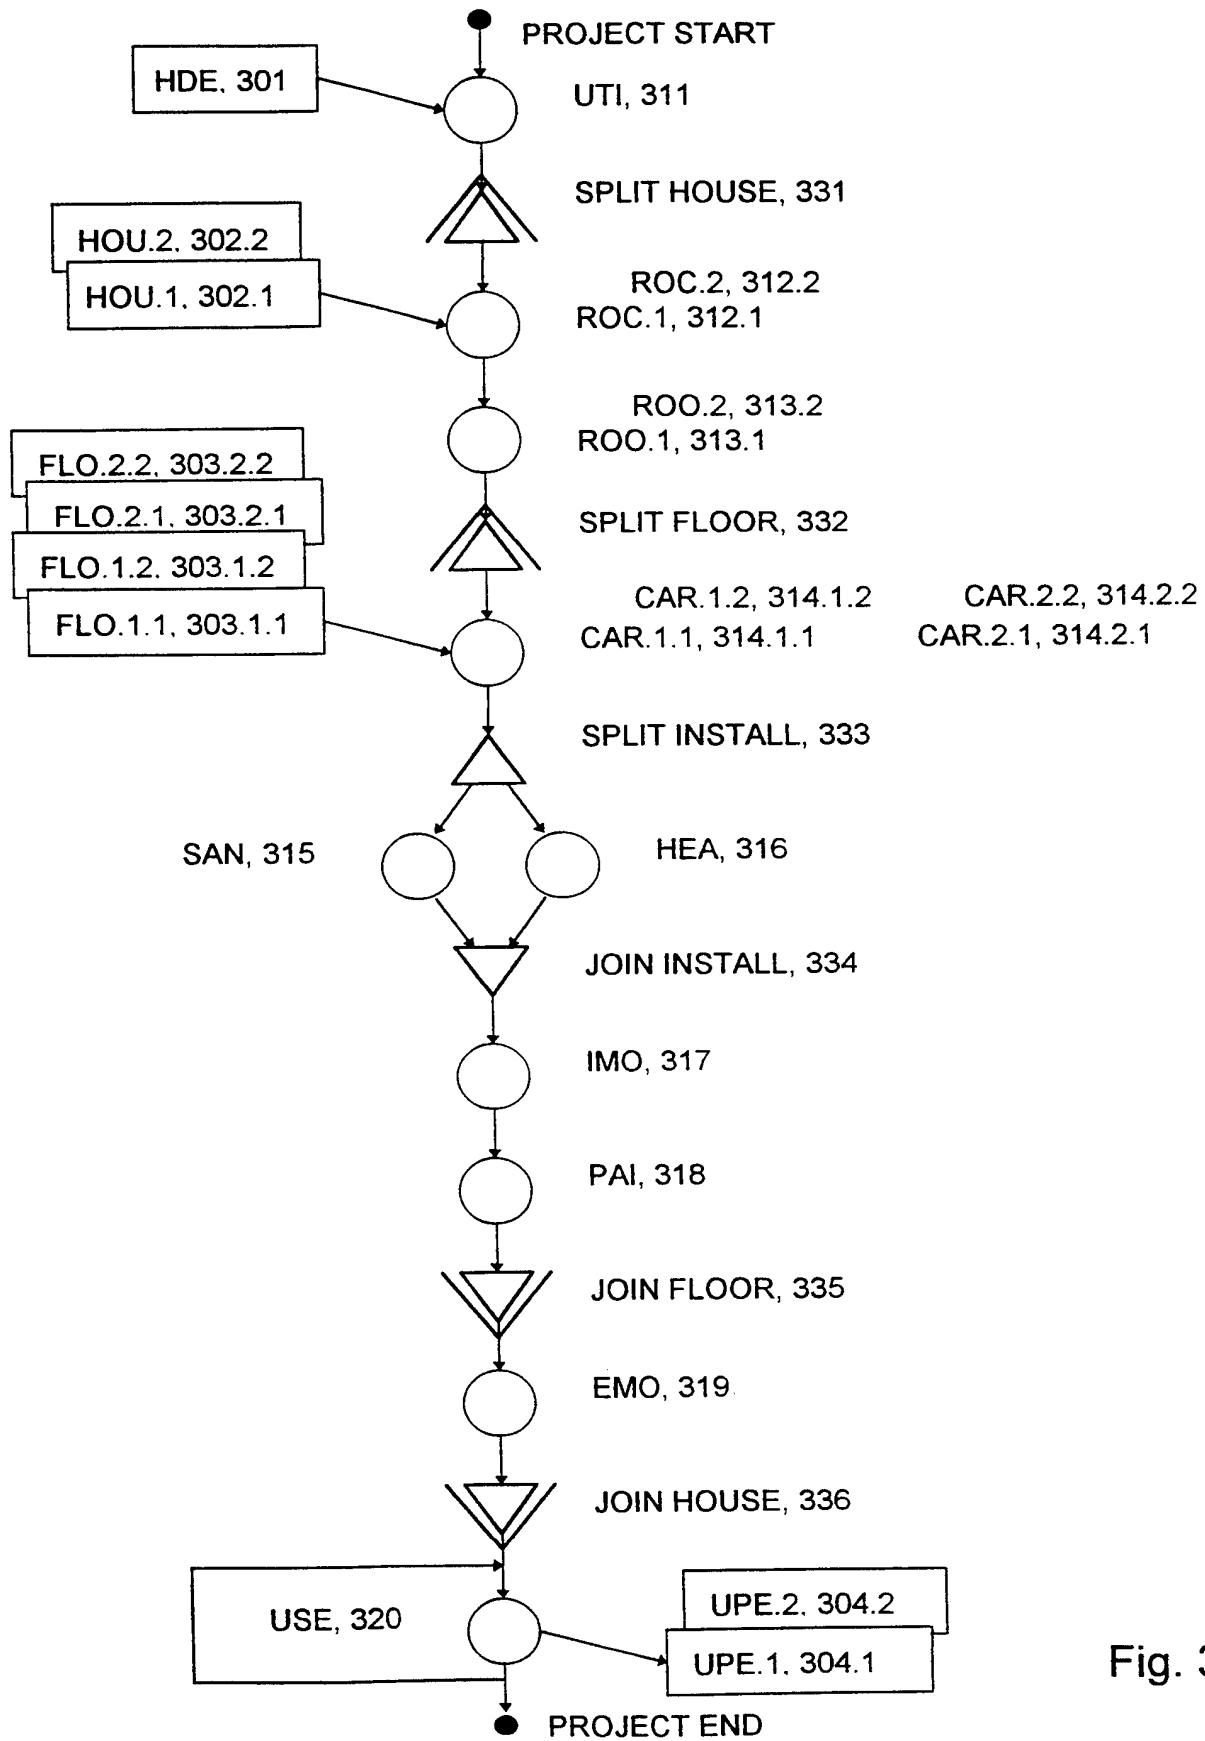 PROJECT START
HDE, 301
UTI, 311
SPLIT HOUSE, 331
HOU.2, 302.2
HOU.1, 302.1
ROC.2, 312.2
ROC.1, 312.1
ROO.2, 313.2
ROO.1, 313.1
FLO.2.2, 303.2.2
FLO.2.1, 303.2.1
FLO.1.2, 303.1.2
FLO.1.1, 303.1.1
SPLIT FLOOR, 332
CAR.1.2, 314.1.2 CAR.2.2, 314.2.2
CAR.1.1, 314.1.1 CAR.2.1, 314.2.1
SPLIT INSTALL, 333
SAN, 315
HEA, 316
JOIN INSTALL, 334
IMO, 317
PAI, 318
JOIN FLOOR, 335
EMO, 319
JOIN HOUSE, 336
USE, 320
UPE.2, 304.2
UPE.1, 304.1
Fig.
PROJECT END